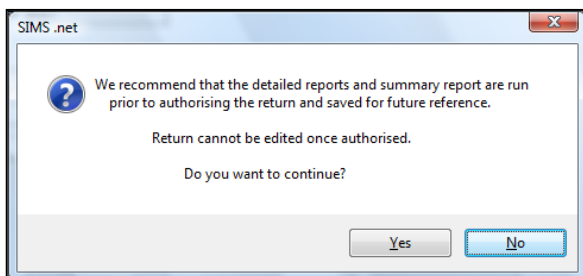 SIMS .net
We recommend that the detailed reports and summary report are run
prior to authorising the return and saved for future reference.
Return cannot be edited once authorised.
Do you want to continue?
Yes No